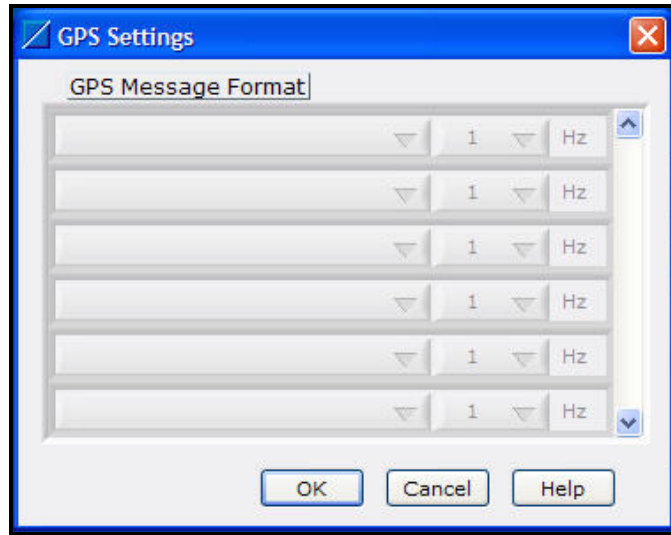 GPS Settings
GPS Message Format
1 Hz
1 Hz
1 Hz
1 Hz
1 Hz
1 Hz
OK Cancel Help